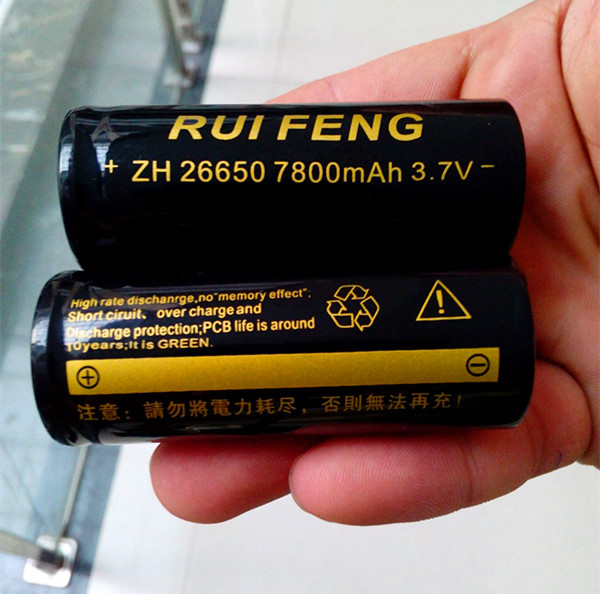 RUI FENG
+ ZH 26650 7800mAh 3.7V -
High rate dischanrge,no"memory effect";
Short ciruit、over charge and
Discharge protection;PCB life is around
10years;It is GREEN.
注意：請勿將電力耗尽，否則無法再充！